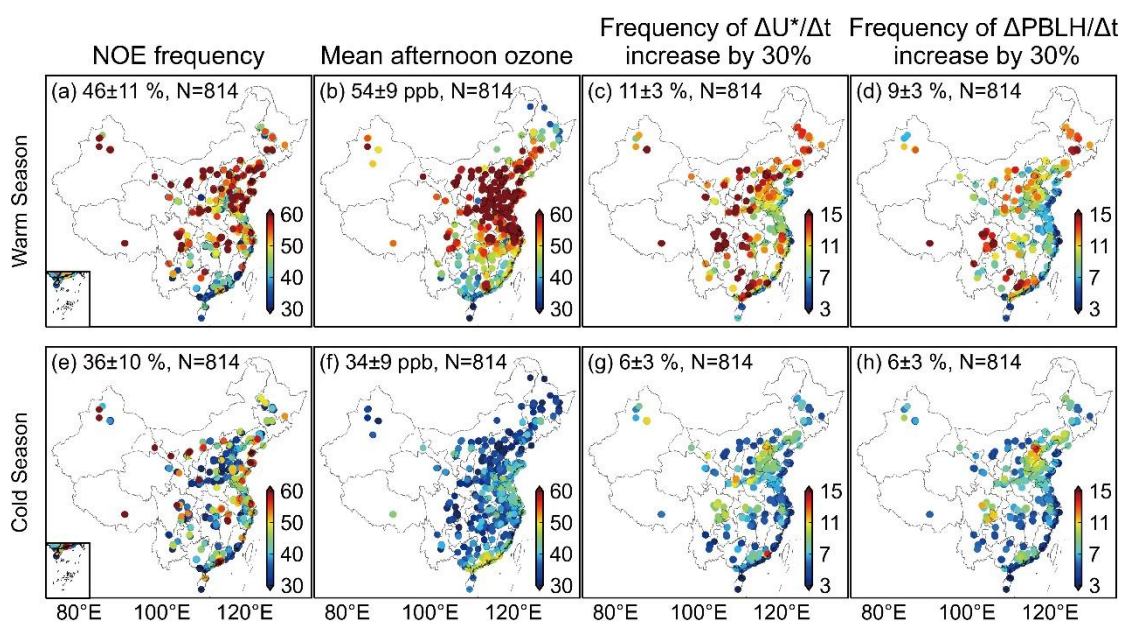 NOE frequency
Mean afternoon ozone
Frequency of ΔU*/Δt
increase by 30%
Frequency of ΔPBLH/Δt
increase by 30%
Warm Season
(a) 46±11 %, N=814
60
50
40
30
(b) 54±9 ppb, N=814
60
50
40
30
(c) 11±3 %, N=814
15
11
7
3
(d) 9±3 %, N=814
15
11
7
3
Cold Season
(e) 36±10 %, N=814
60
50
40
30
(f) 34±9 ppb, N=814
60
50
40
30
(g) 6±3 %, N=814
15
11
7
3
(h) 6±3 %, N=814
15
11
7
3
80°E 100°E 120°E 80°E 100°E 120°E 80°E 100°E 120°E 80°E 100°E 120°E